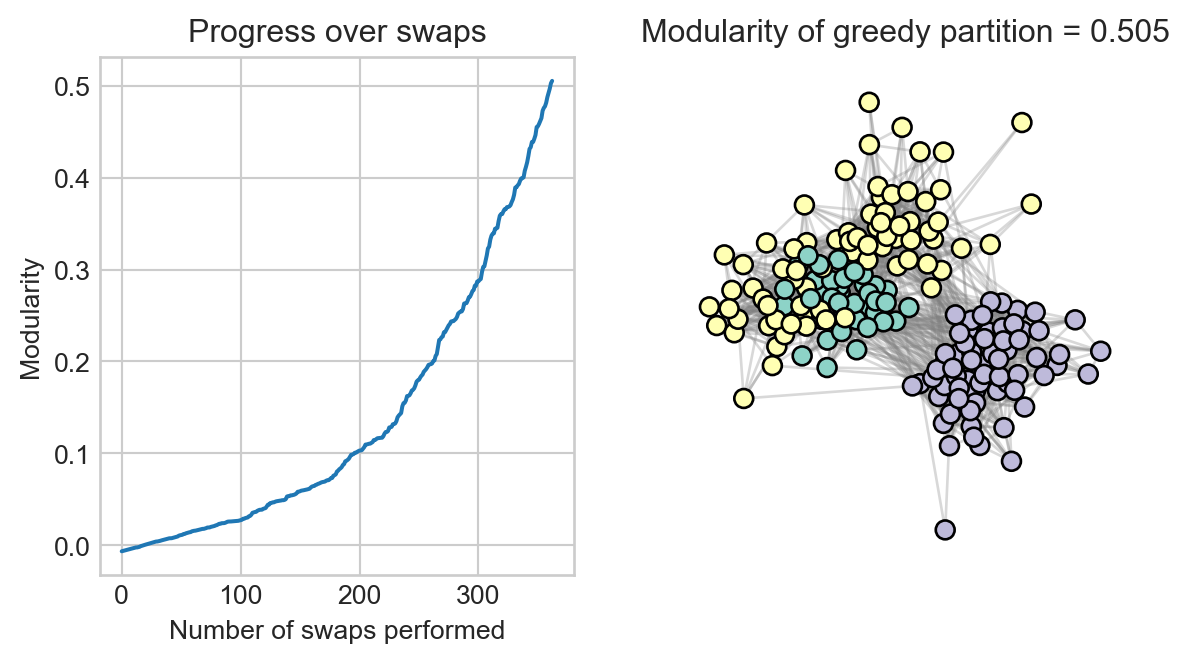 Progress over swaps
Modularity of greedy partition = 0.505
0.5
0.4
0.3
0.2
0.1
0.0
Modularity
0 100 200 300
Number of swaps performed